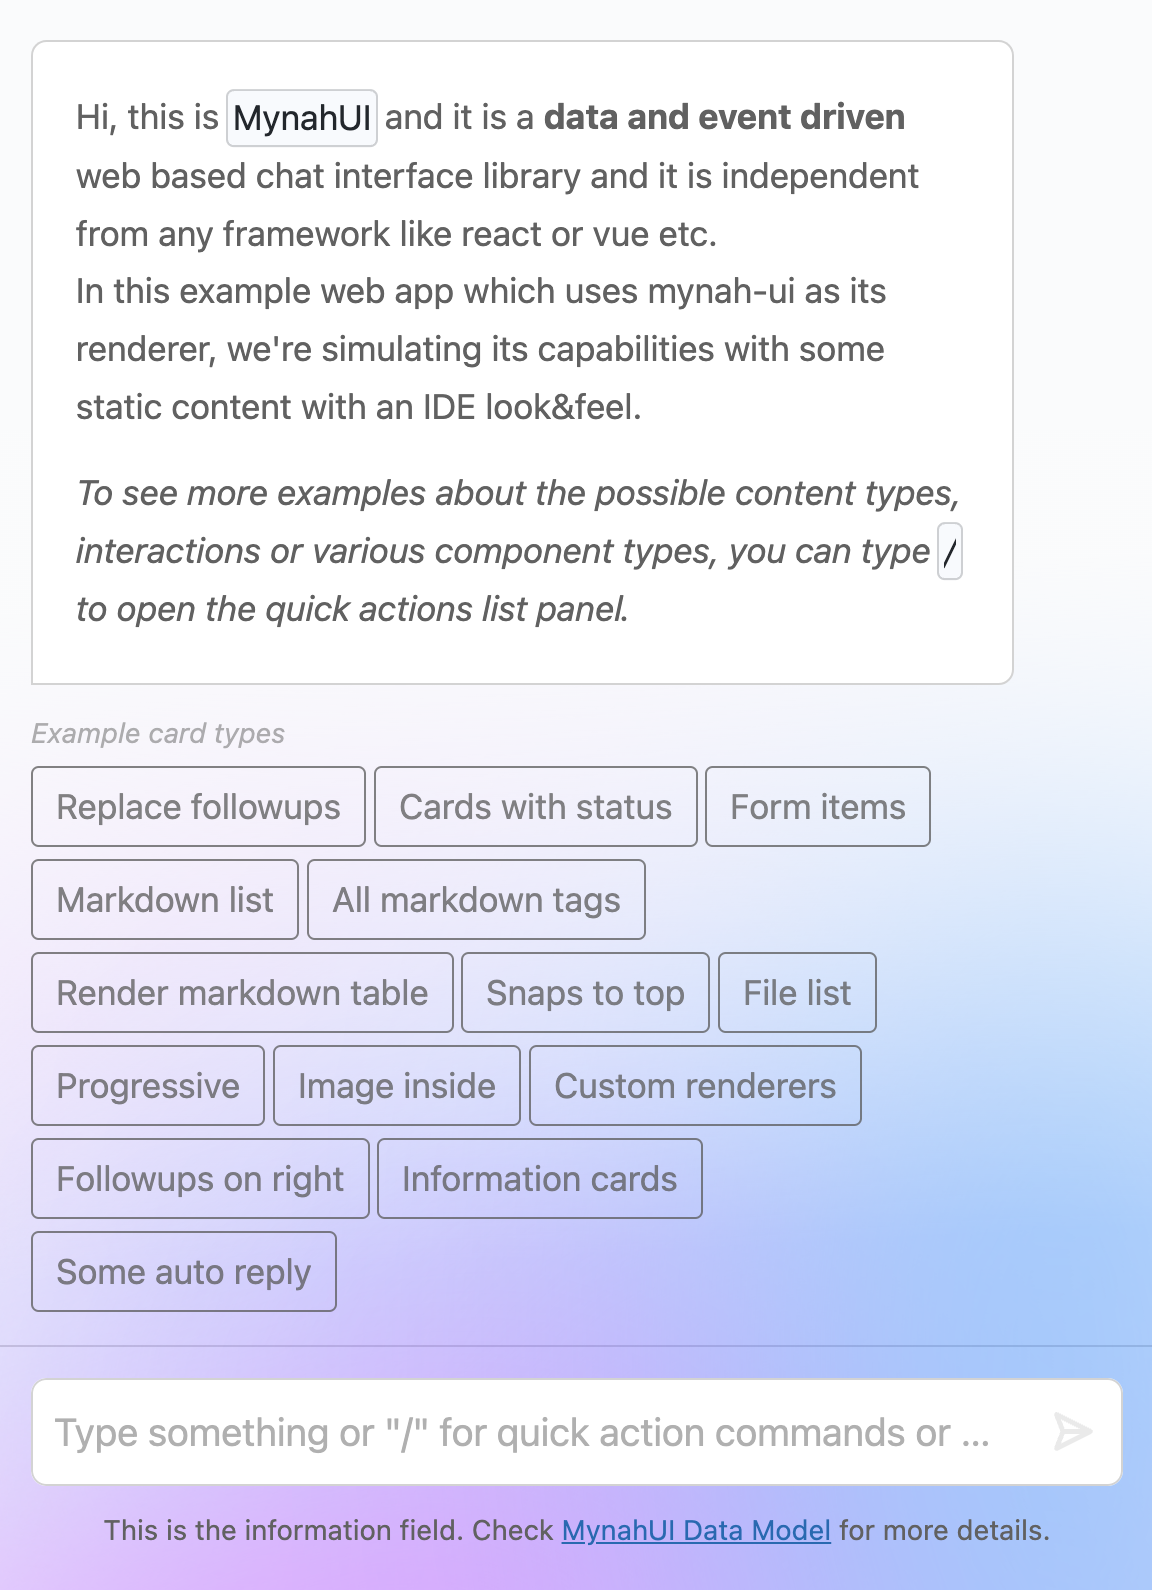 Hi, this is MynahUI and it is a data and event driven
web based chat interface library and it is independent
from any framework like react or vue etc.
In this example web app which uses mynah-ui as its
renderer, we're simulating its capabilities with some
static content with an IDE look&feel.
To see more examples about the possible content types,
interactions or various component types, you can type /
to open the quick actions list panel.
Example card types
Replace followups Cards with status Form items
Markdown list All markdown tags
Render markdown table Snaps to top File list
Progressive Image inside Custom renderers
Followups on right Information cards
Some auto reply
Type something or "/" for quick action commands or ...
This is the information field. Check MynahUI Data Model for more details.